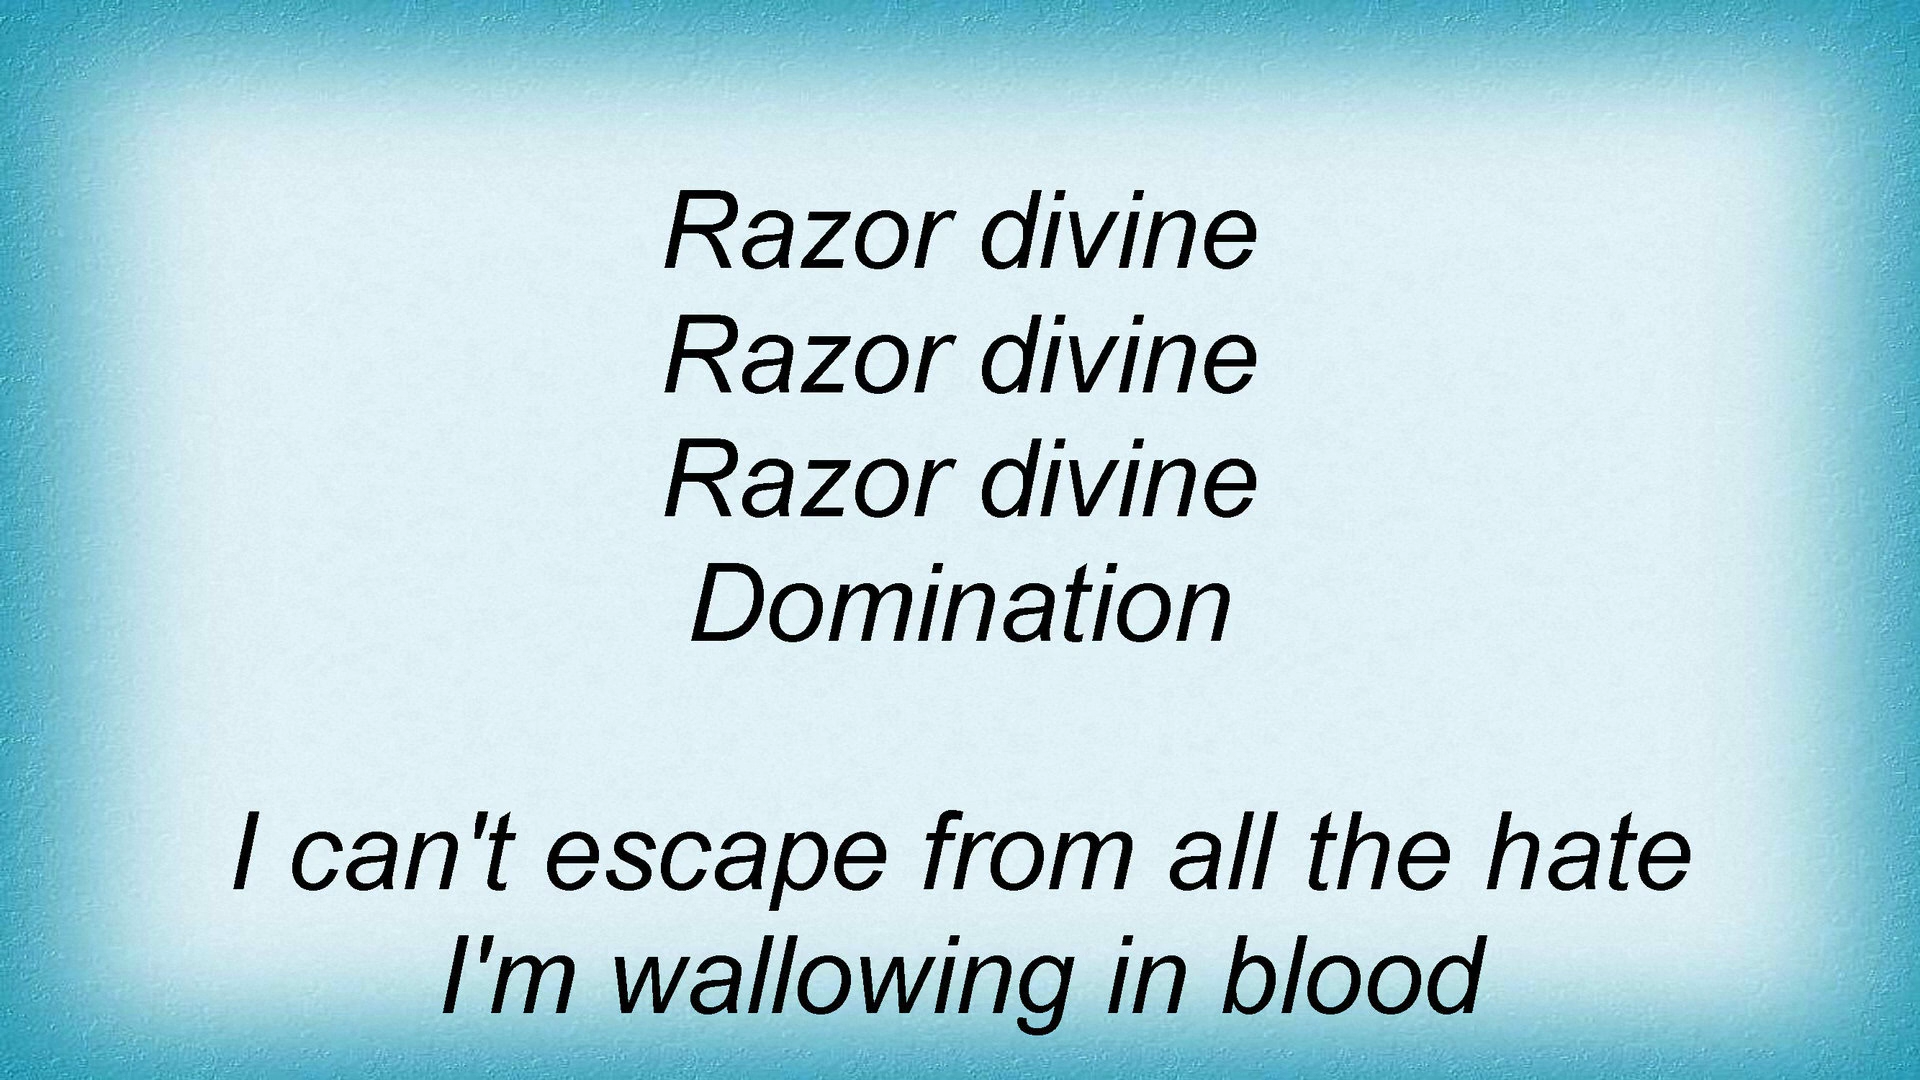 Razor divine
Razor divine
Razor divine
Domination
I can't escape from all the hate
I'm wallowing in blood